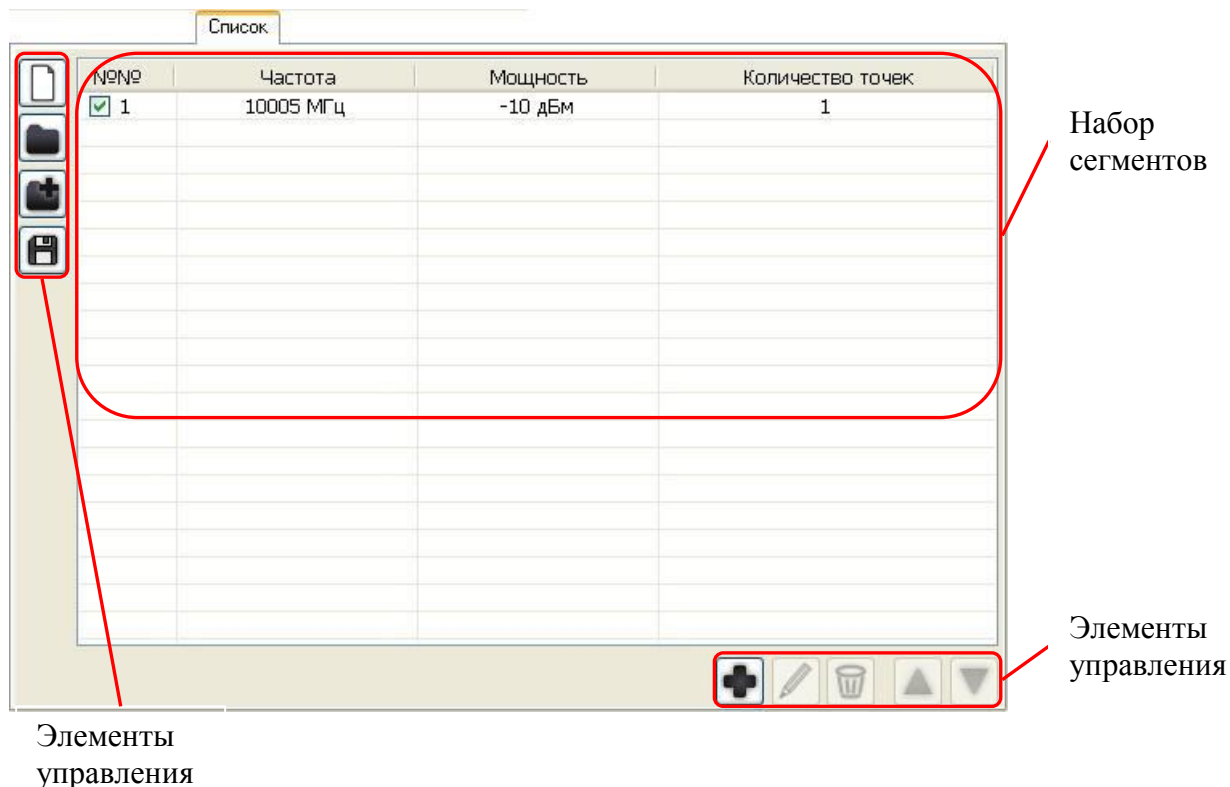 Список
№№ Частота Мощность Количество точек
1 10005 МГц -10 дБм 1
Набор
сегментов
Элементы
управления
Элементы
управления